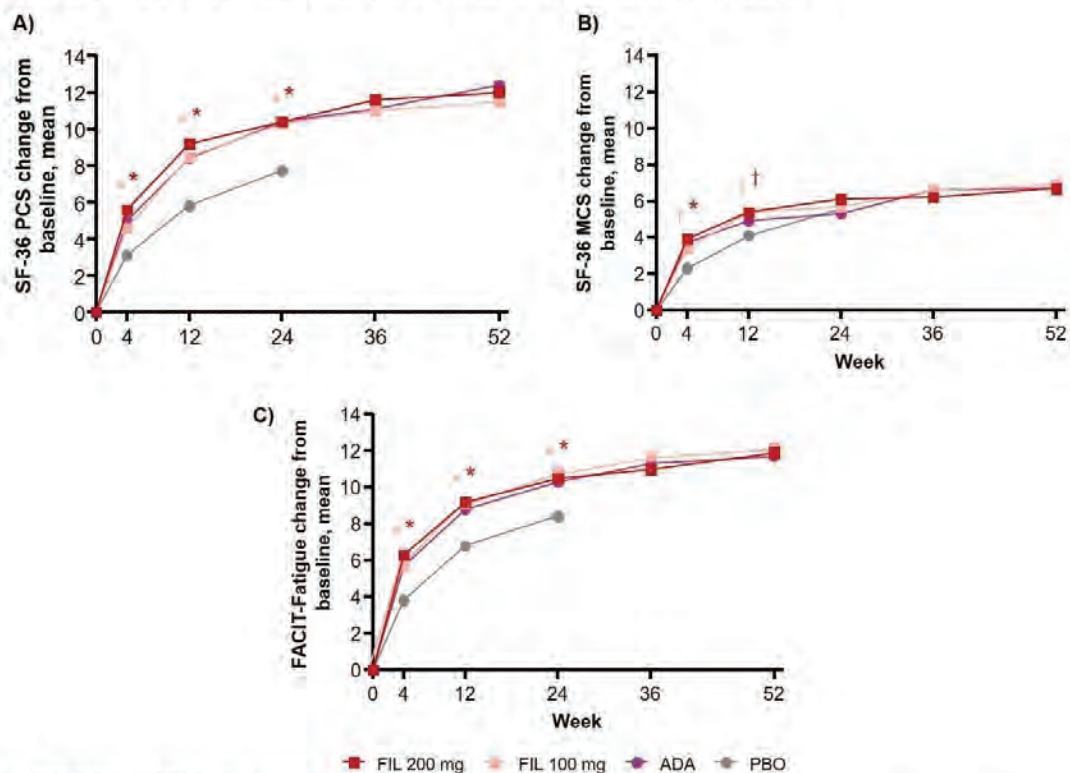 A)
SF-36 PCS change from
baseline, mean
14
12
10
8
6
4
2
0
*
*
*
*
*
*
0 4 12 24 36 52
B)
SF-36 MCS change from
baseline, mean
14
12
10
8
6
4
2
0
† *
† †
0 4 12 24 36 52
Week
C)
FACIT-Fatigue change from
baseline, mean
14
12
10
8
6
4
2
0
* *
* *
* *
0 4 12 24 36 52
Week
FIL 200 mg FIL 100 mg ADA PBO